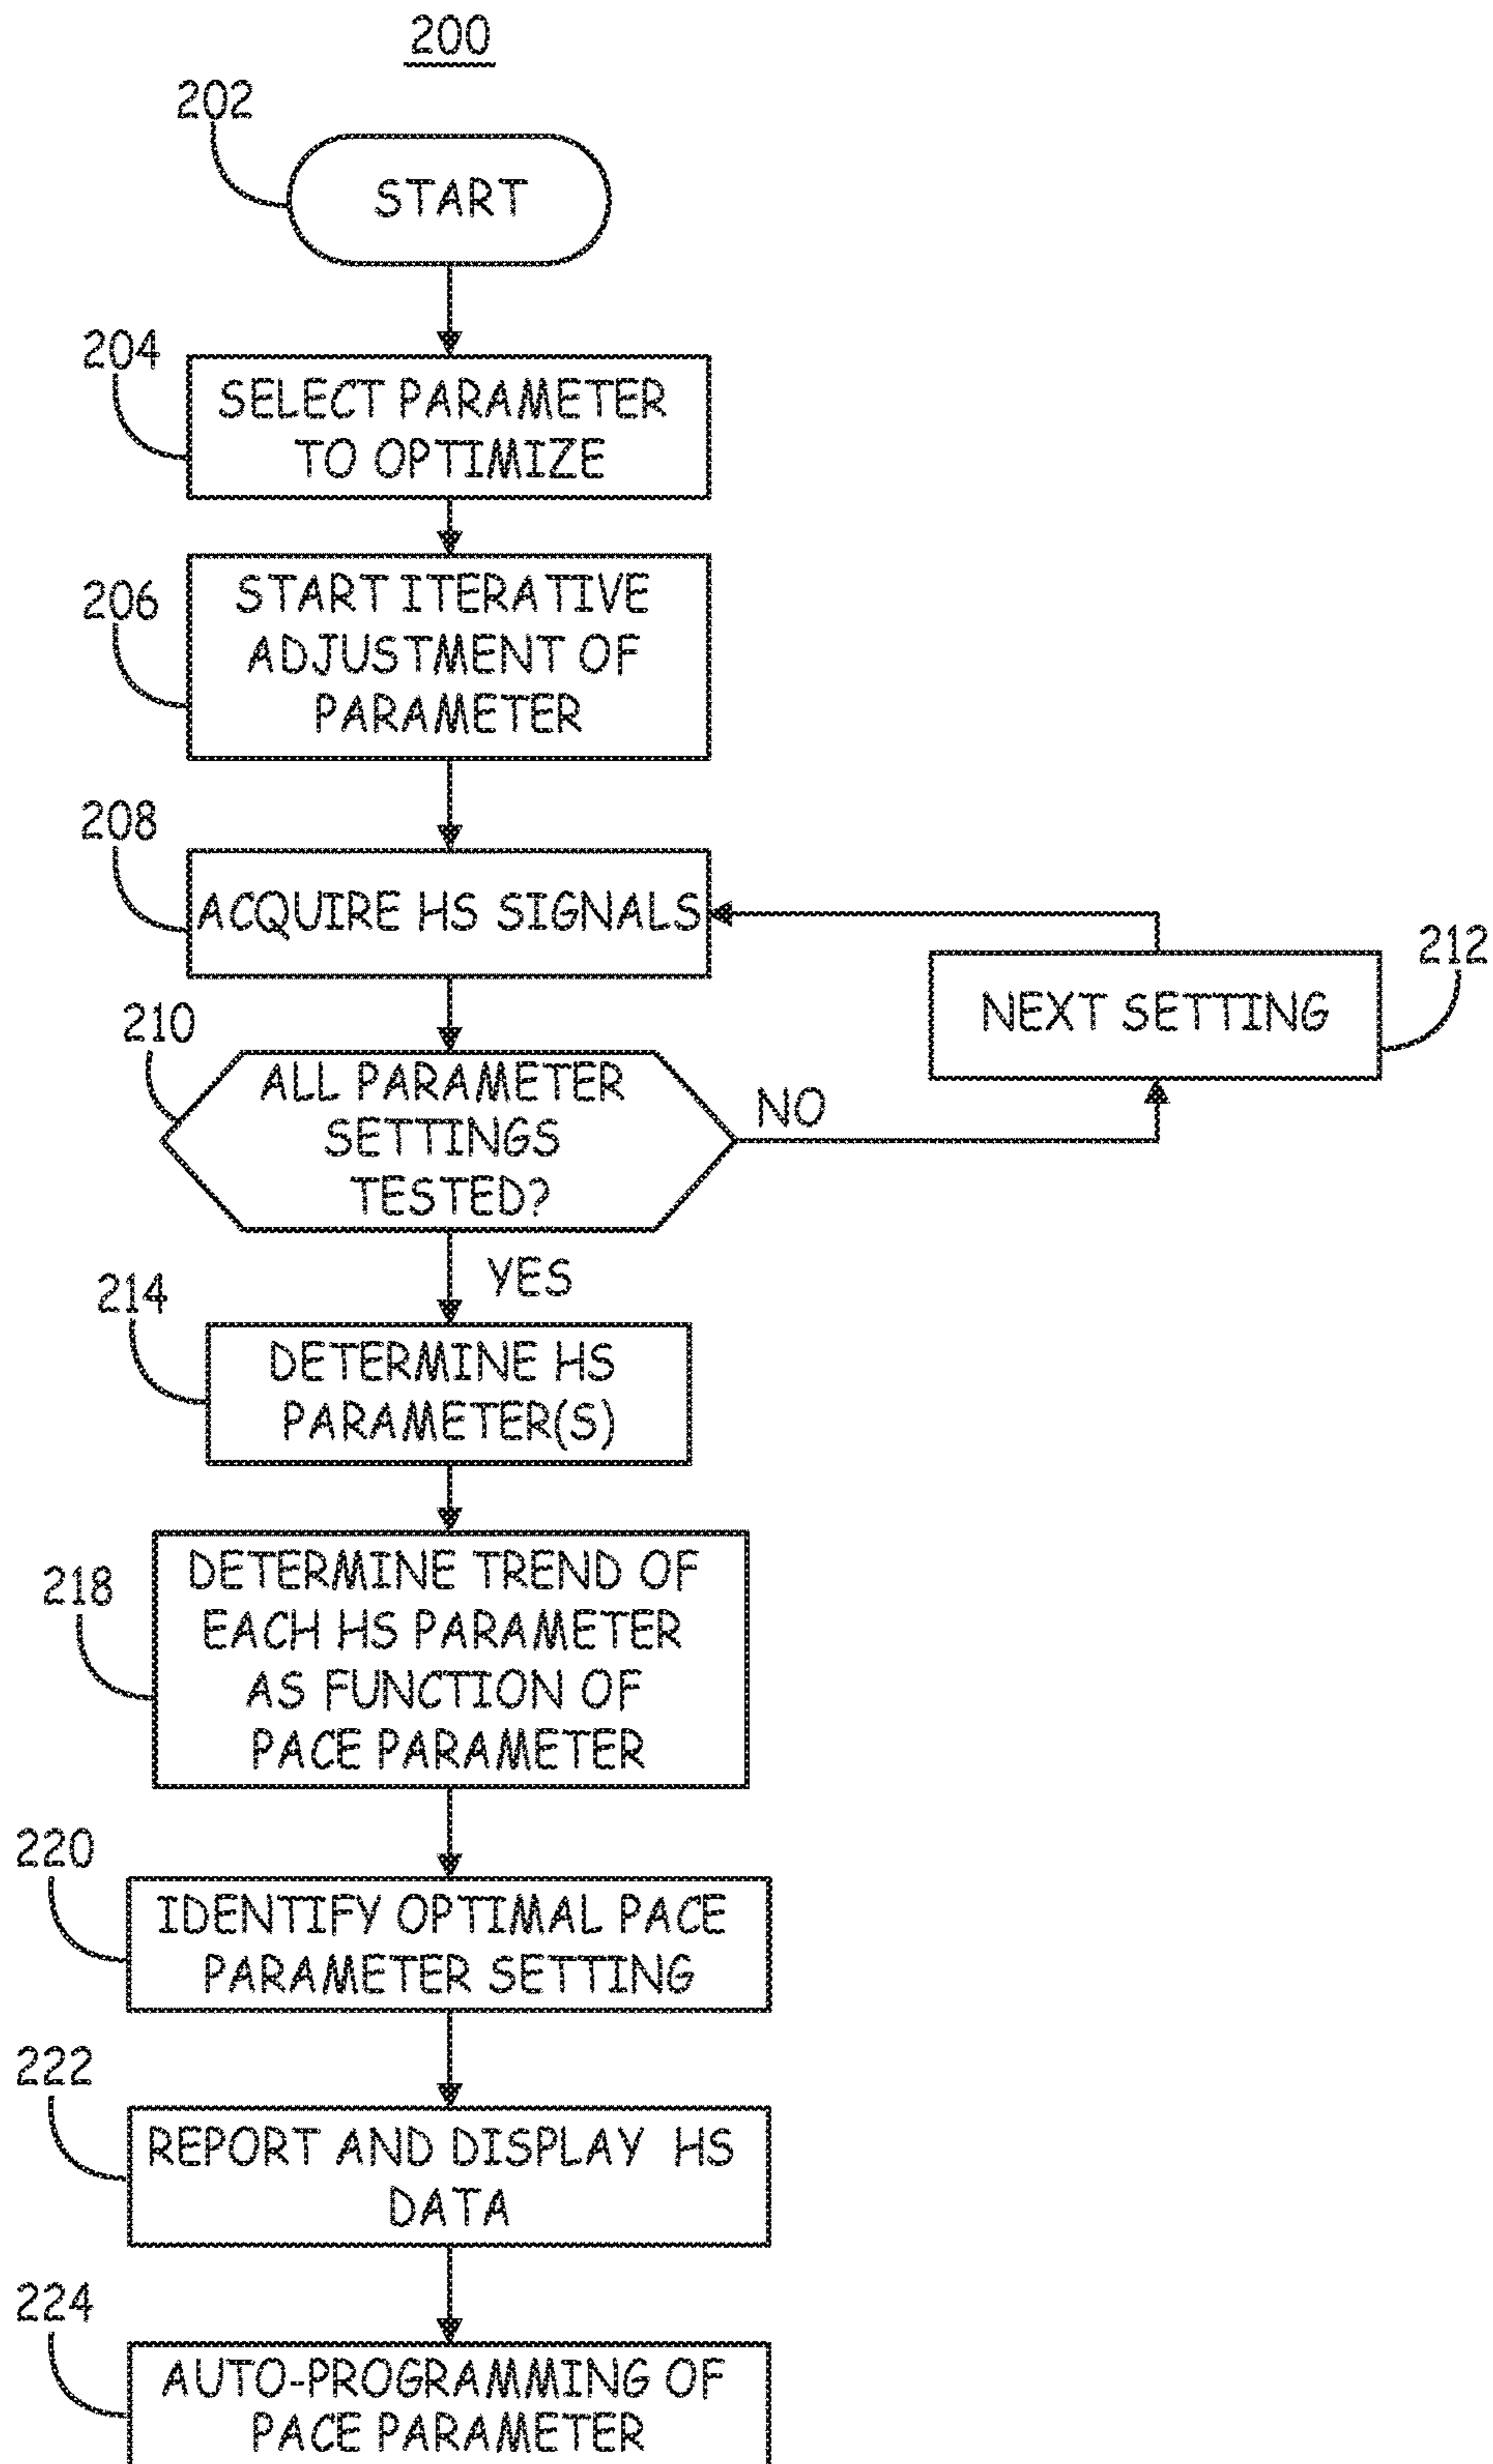 200
202
START
204
SELECT PARAMETER
TO OPTIMIZE
206
START ITERATIVE
ADJUSTMENT OF
PARAMETER
208
ACQUIRE HS SIGNALS
212
NEXT SETTING
210
ALL PARAMETER
SETTINGS
TESTED?
NO
YES
214
DETERMINE HS
PARAMETER(S)
218
DETERMINE TREND OF
EACH HS PARAMETER
AS FUNCTION OF
PACE PARAMETER
220
IDENTIFY OPTIMAL PACE
PARAMETER SETTING
222
REPORT AND DISPLAY HS
DATA
224
AUTO-PROGRAMMING OF
PACE PARAMETER